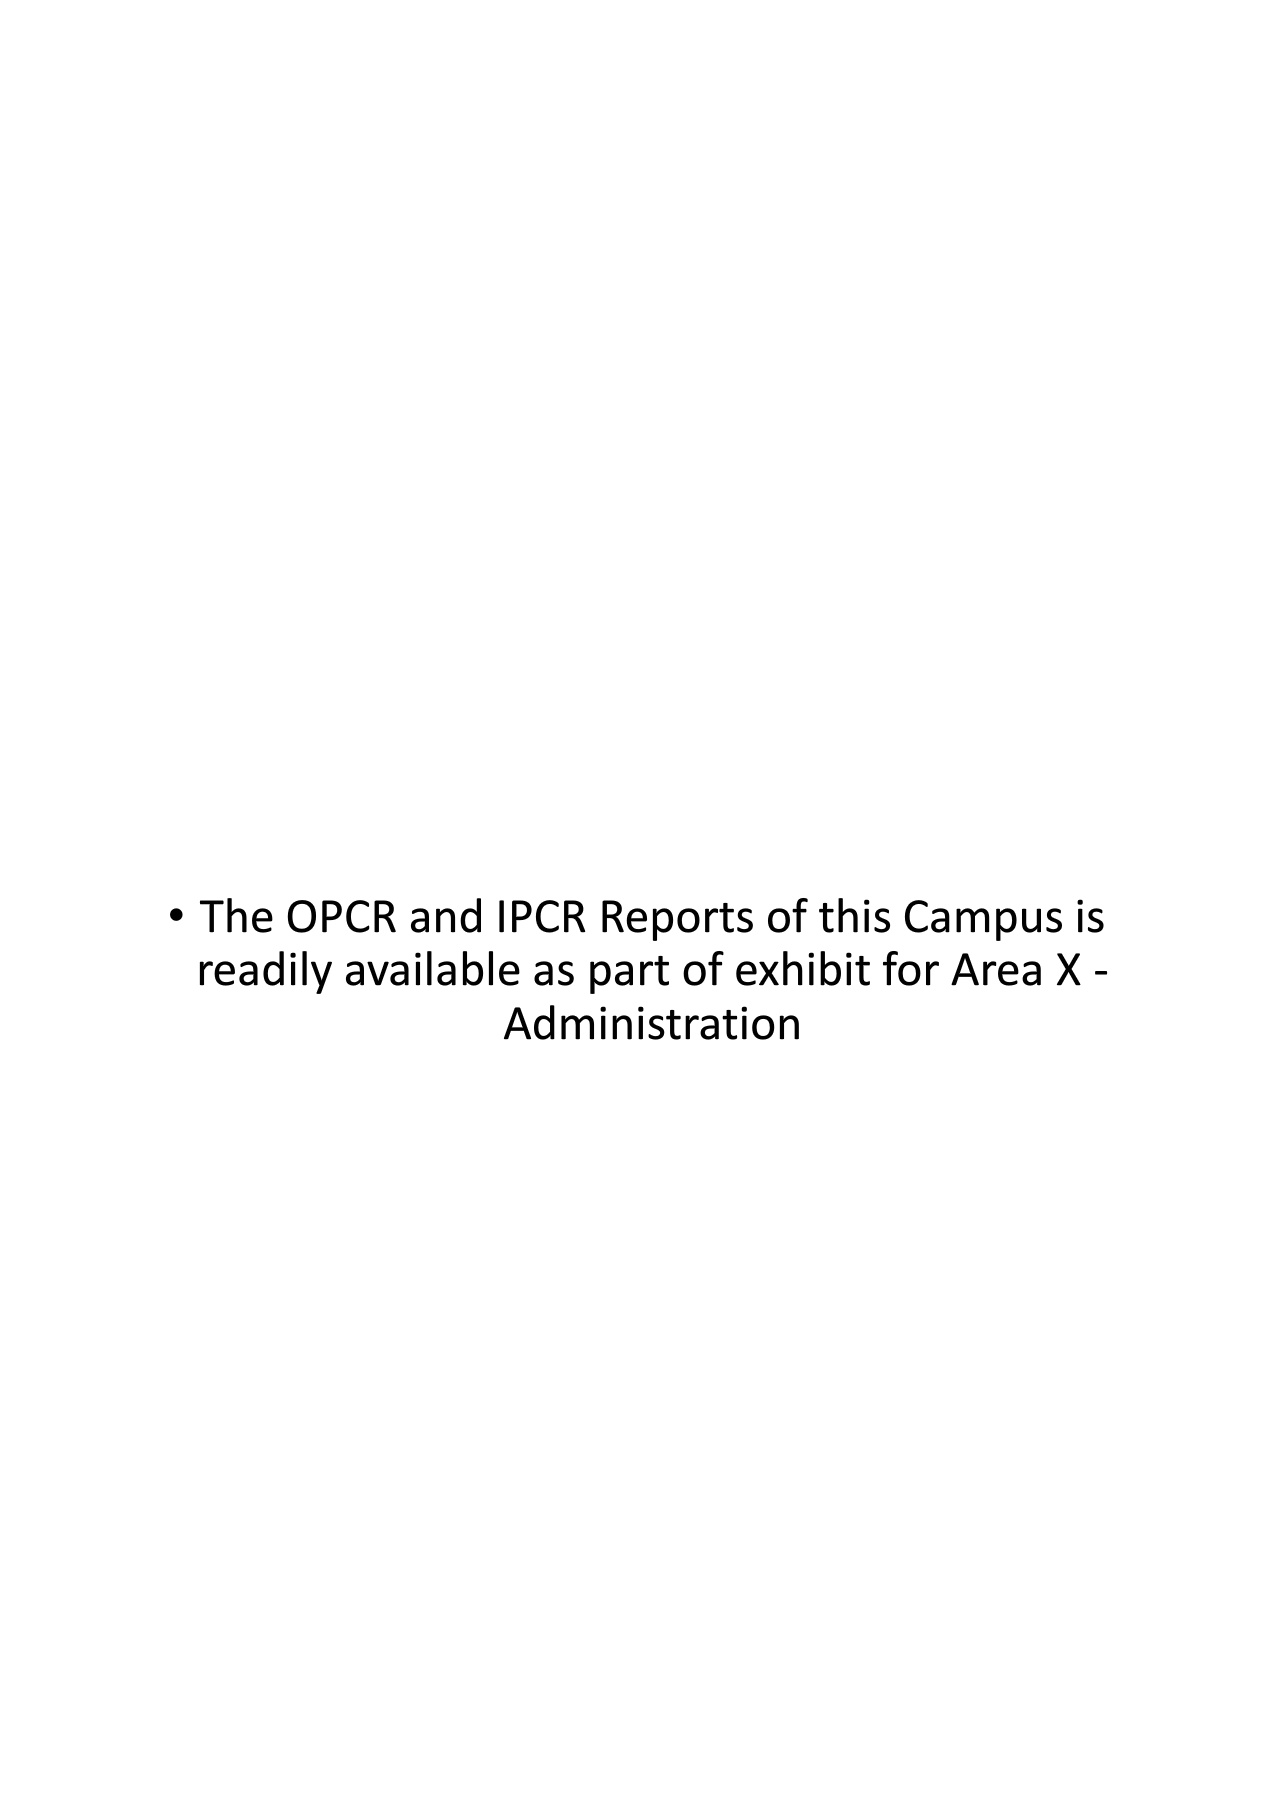 • The OPCR and IPCR Reports of this Campus is
readily available as part of exhibit for Area X -
Administration